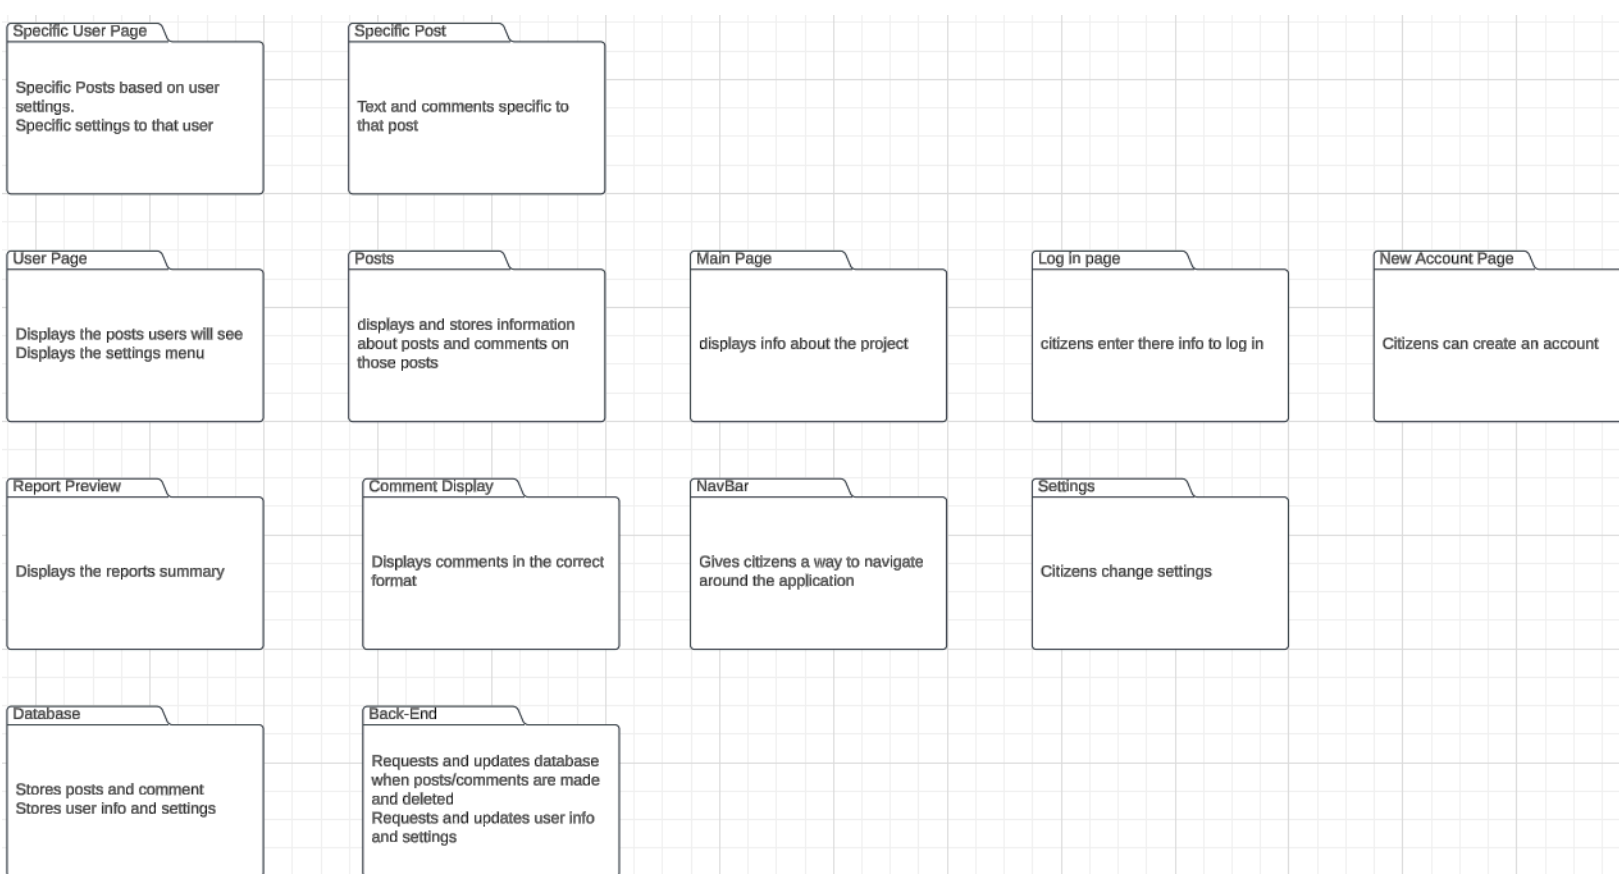 Specific User Page
Specific Posts based on user
settings.
Specific settings to that user
Specific Post
Text and comments specific to
that post
User Page
Displays the posts users will see
Displays the settings menu
Posts
displays and stores information
about posts and comments on
those posts
Main Page
displays info about the project
Log in page
citizens enter there info to log in
New Account Page
Citizens can create an account
Report Preview
Displays the reports summary
Comment Display
Displays comments in the correct
format
NavBar
Gives citizens a way to navigate
around the application
Settings
Citizens change settings
Database
Stores posts and comment
Stores user info and settings
Back-End
Requests and updates database
when posts/comments are made
and deleted
Requests and updates user info
and settings